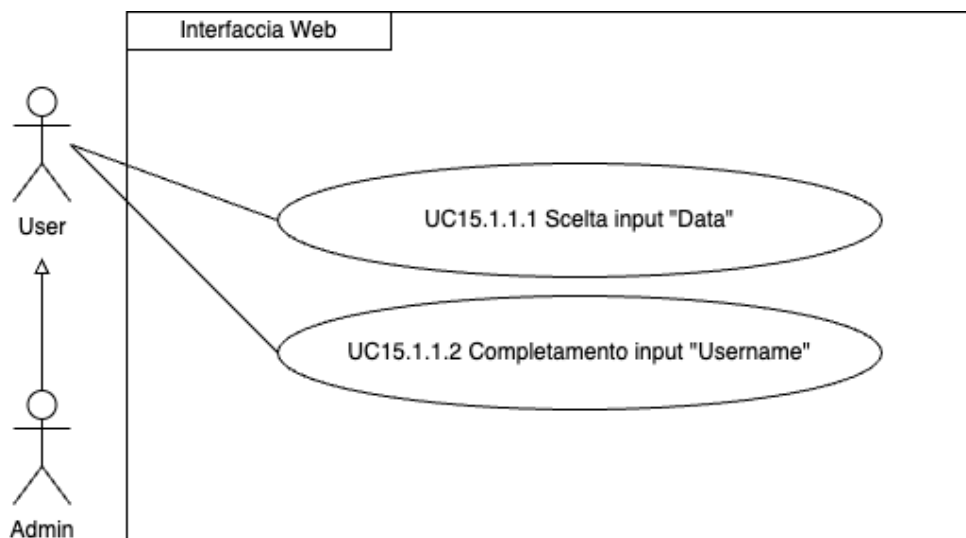 Interfaccia Web
User
UC15.1.1.1 Scelta input "Data"
UC15.1.1.2 Completamento input "Username"
Admin